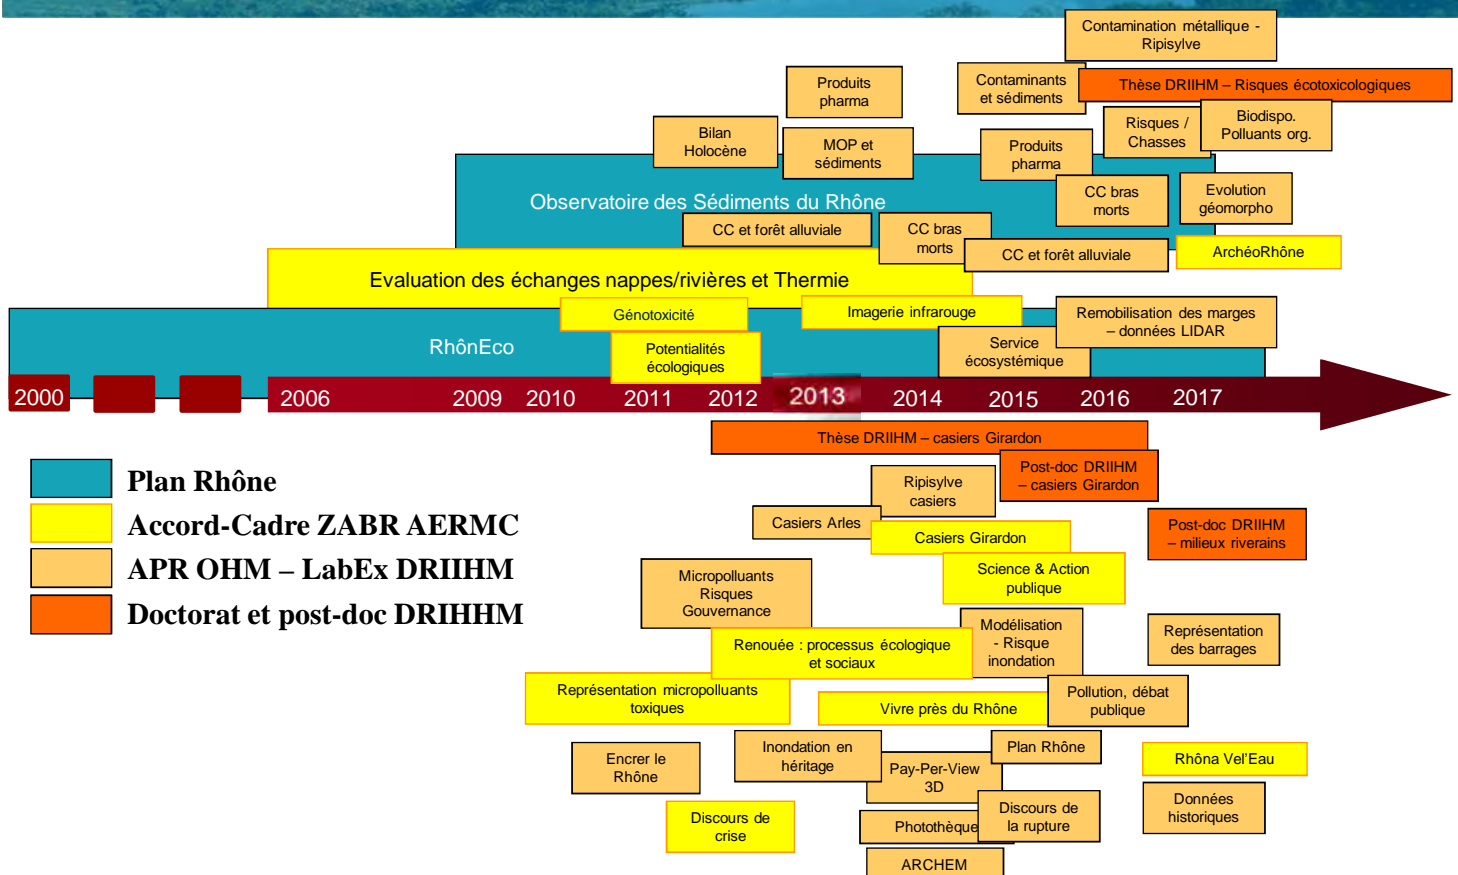 Contamination métallique -
Ripisylve
Produits
pharma
Contaminants
et sédiments
Thèse DRIIHM – Risques écotoxicologiques
Bilan
Holocène
MOP et
sédiments
Produits
pharma
Risques /
Chasses
Biodispo.
Polluants org.
Observatoire des Sédiments du Rhône
CC bras
morts
Evolution
géomorpho
CC et forêt alluviale
CC bras
morts
CC et forêt alluviale
ArchéoRhône
Evaluation des échanges nappes/rivières et Thermie
Génotoxicité
Imagerie infrarouge
Remobilisation des marges
– données LIDAR
RhônEco
Potentialités
écologiques
Service
écosystémique
2000
2006
2009
2010
2011
2012
2013
2014
2015
2016
2017
Thèse DRIIHM – casiers Girardon
Post-doc DRIIHM
– casiers Girardon
Plan Rhône
Accord-Cadre ZABR AERMC
APR OHM – LabEx DRIIHM
Doctorat et post-doc DRIHHM
Ripisylve
casiers
Casiers Arles
Casiers Girardon
Post-doc DRIIHM
– milieux riverains
Science & Action
publique
Micropolluants
Risques
Gouvernance
Modélisation
- Risque
inondation
Représentation
des barrages
Renouée : processus écologique
et sociaux
Représentation micropolluants
toxiques
Vivre près du Rhône
Pollution, débat
publique
Encrer le
Rhône
Inondation en
héritage
Plan Rhône
Pay-Per-View
3D
Rhôna Vel'Eau
Discours de
crise
Photothèque
Discours de
la rupture
Données
historiques
ARCHEM